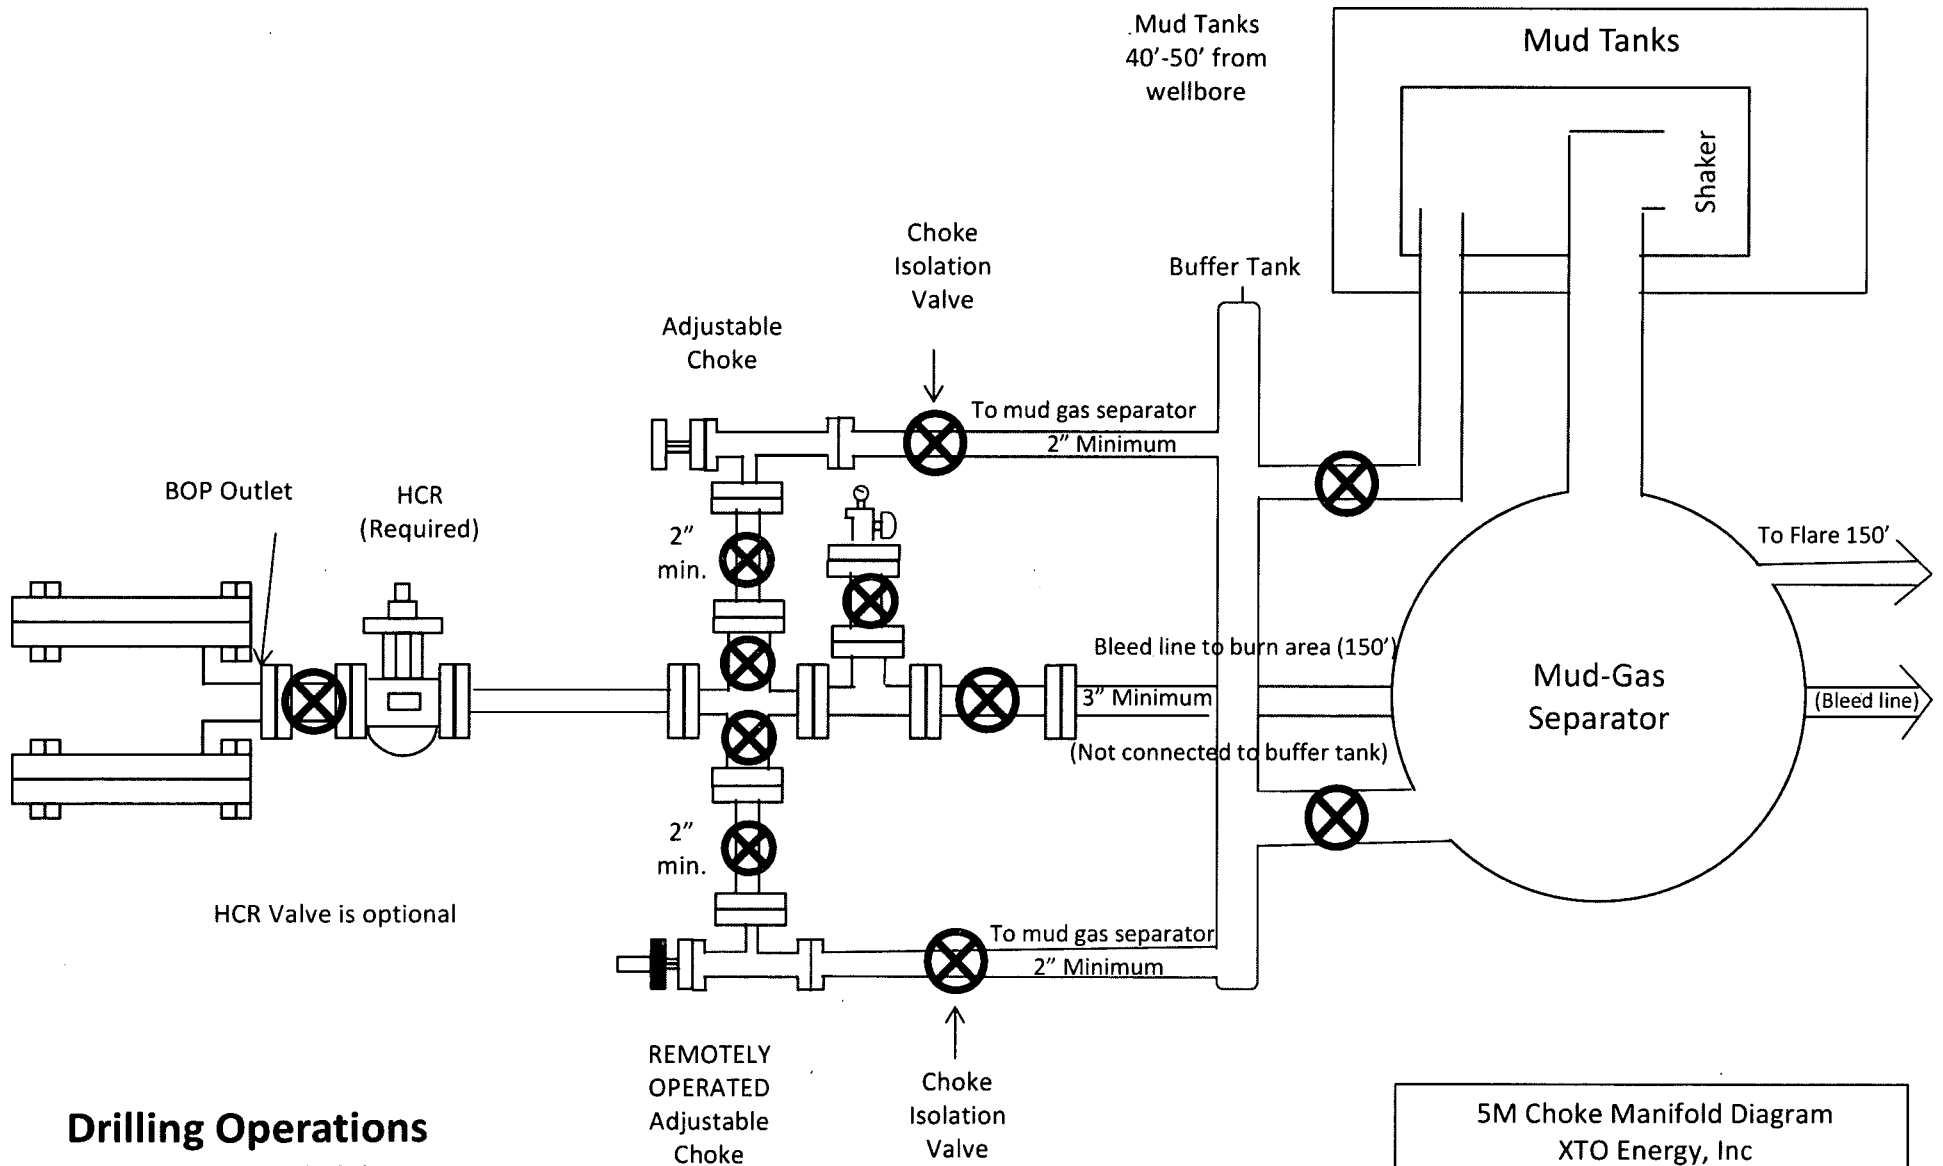 Mud Tanks
40'-50' from
wellbore
Mud Tanks
Shaker
Choke
Isolation
Valve
Buffer Tank
Adjustable
Choke
To mud gas separator
2" Minimum
BOP Outlet
HCR
(Required)
2"
min.
To Flare 150'
Bleed line to burn area (150')
3" Minimum
(Not connected to buffer tank)
Mud-Gas
Separator
(Bleed line)
2"
min.
HCR Valve is optional
To mud gas separator
2" Minimum
REMOTELY
OPERATED
Adjustable
Choke
Choke
Isolation
Valve
Drilling Operations
5M Choke Manifold Diagram
XTO Energy, Inc